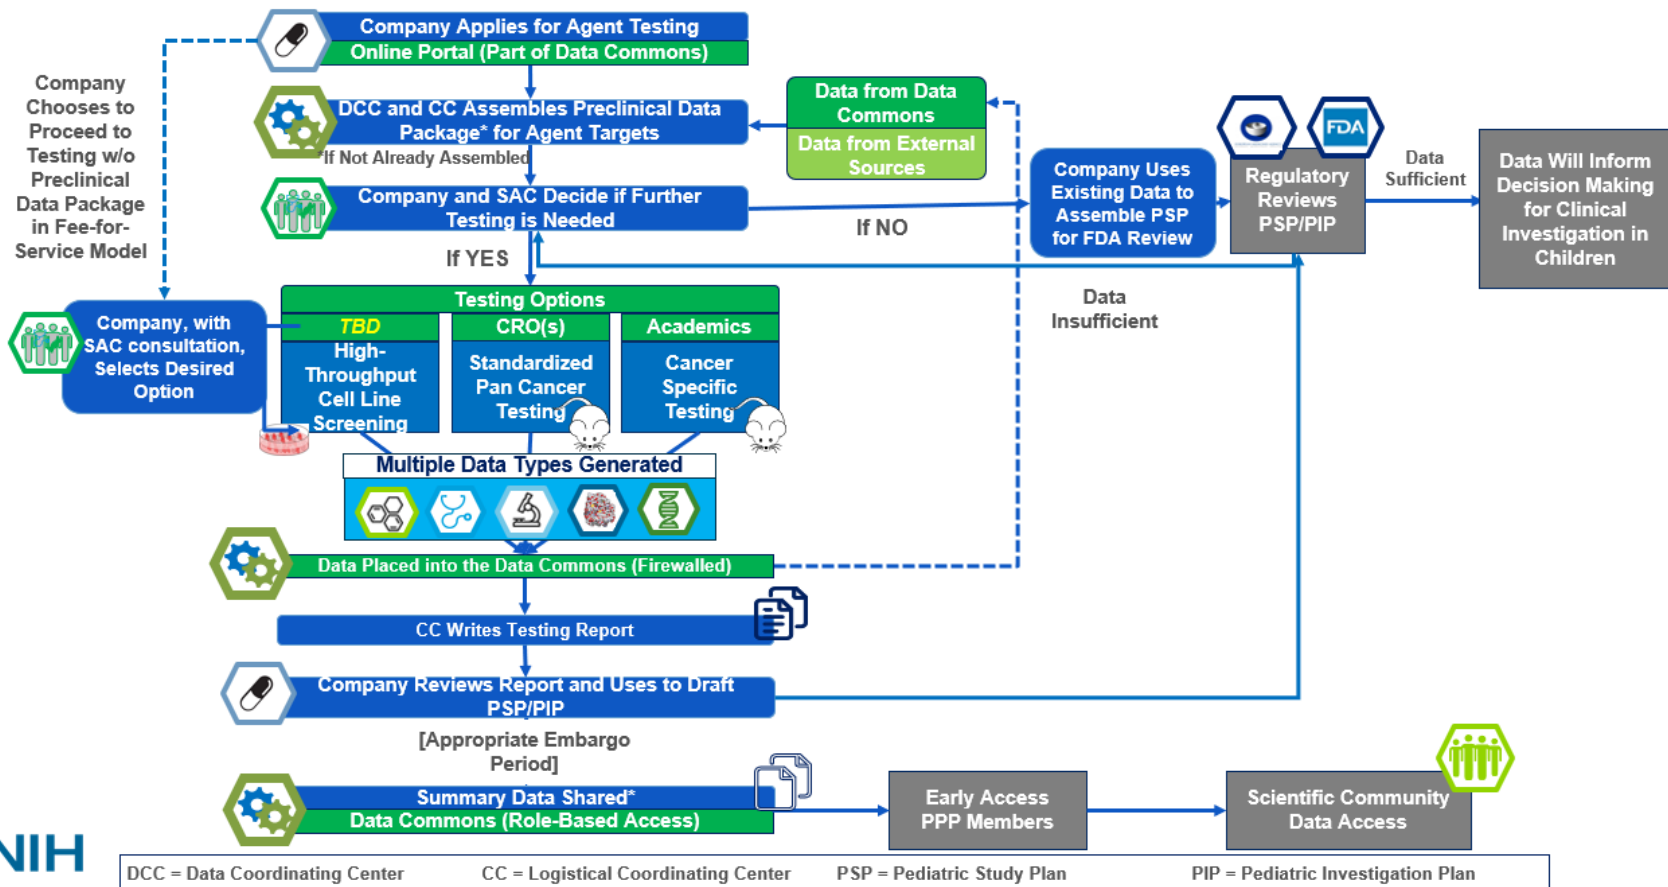 Company Applies for Agent Testing
Online Portal (Part of Data Commons)
Company
Chooses to
Proceed to
Testing w/o
Preclinical
Data Package
in Fee-for-
Service Model
DCC and CC Assembles Preclinical Data
Package* for Agent Targets
*If Not Already Assembled
Data from Data
Commons
Data from External
Sources
Company and SAC Decide if Further
Testing is Needed
If NO
If YES
Company Uses
Existing Data to
Assemble PSP
for FDA Review
FDA
Regulatory
Reviews
PSP/PIP
Data
Sufficient
Data Will Inform
Decision Making
for Clinical
Investigation in
Children
Data
Insufficient
Company, with
SAC consultation,
Selects Desired
Option
Testing Options
TBD
High-
Throughput
Cell Line
Screening
CRO(s)
Standardized
Pan Cancer
Testing
Academics
Cancer
Specific
Testing
Multiple Data Types Generated
Data Placed into the Data Commons (Firewalled)
CC Writes Testing Report
Company Reviews Report and Uses to Draft
PSP/PIP
[Appropriate Embargo
Period]
Summary Data Shared*
Data Commons (Role-Based Access)
Early Access
PPP Members
Scientific Community
Data Access
NIH
DCC = Data Coordinating Center
CC = Logistical Coordinating Center
PSP = Pediatric Study Plan
PIP = Pediatric Investigation Plan